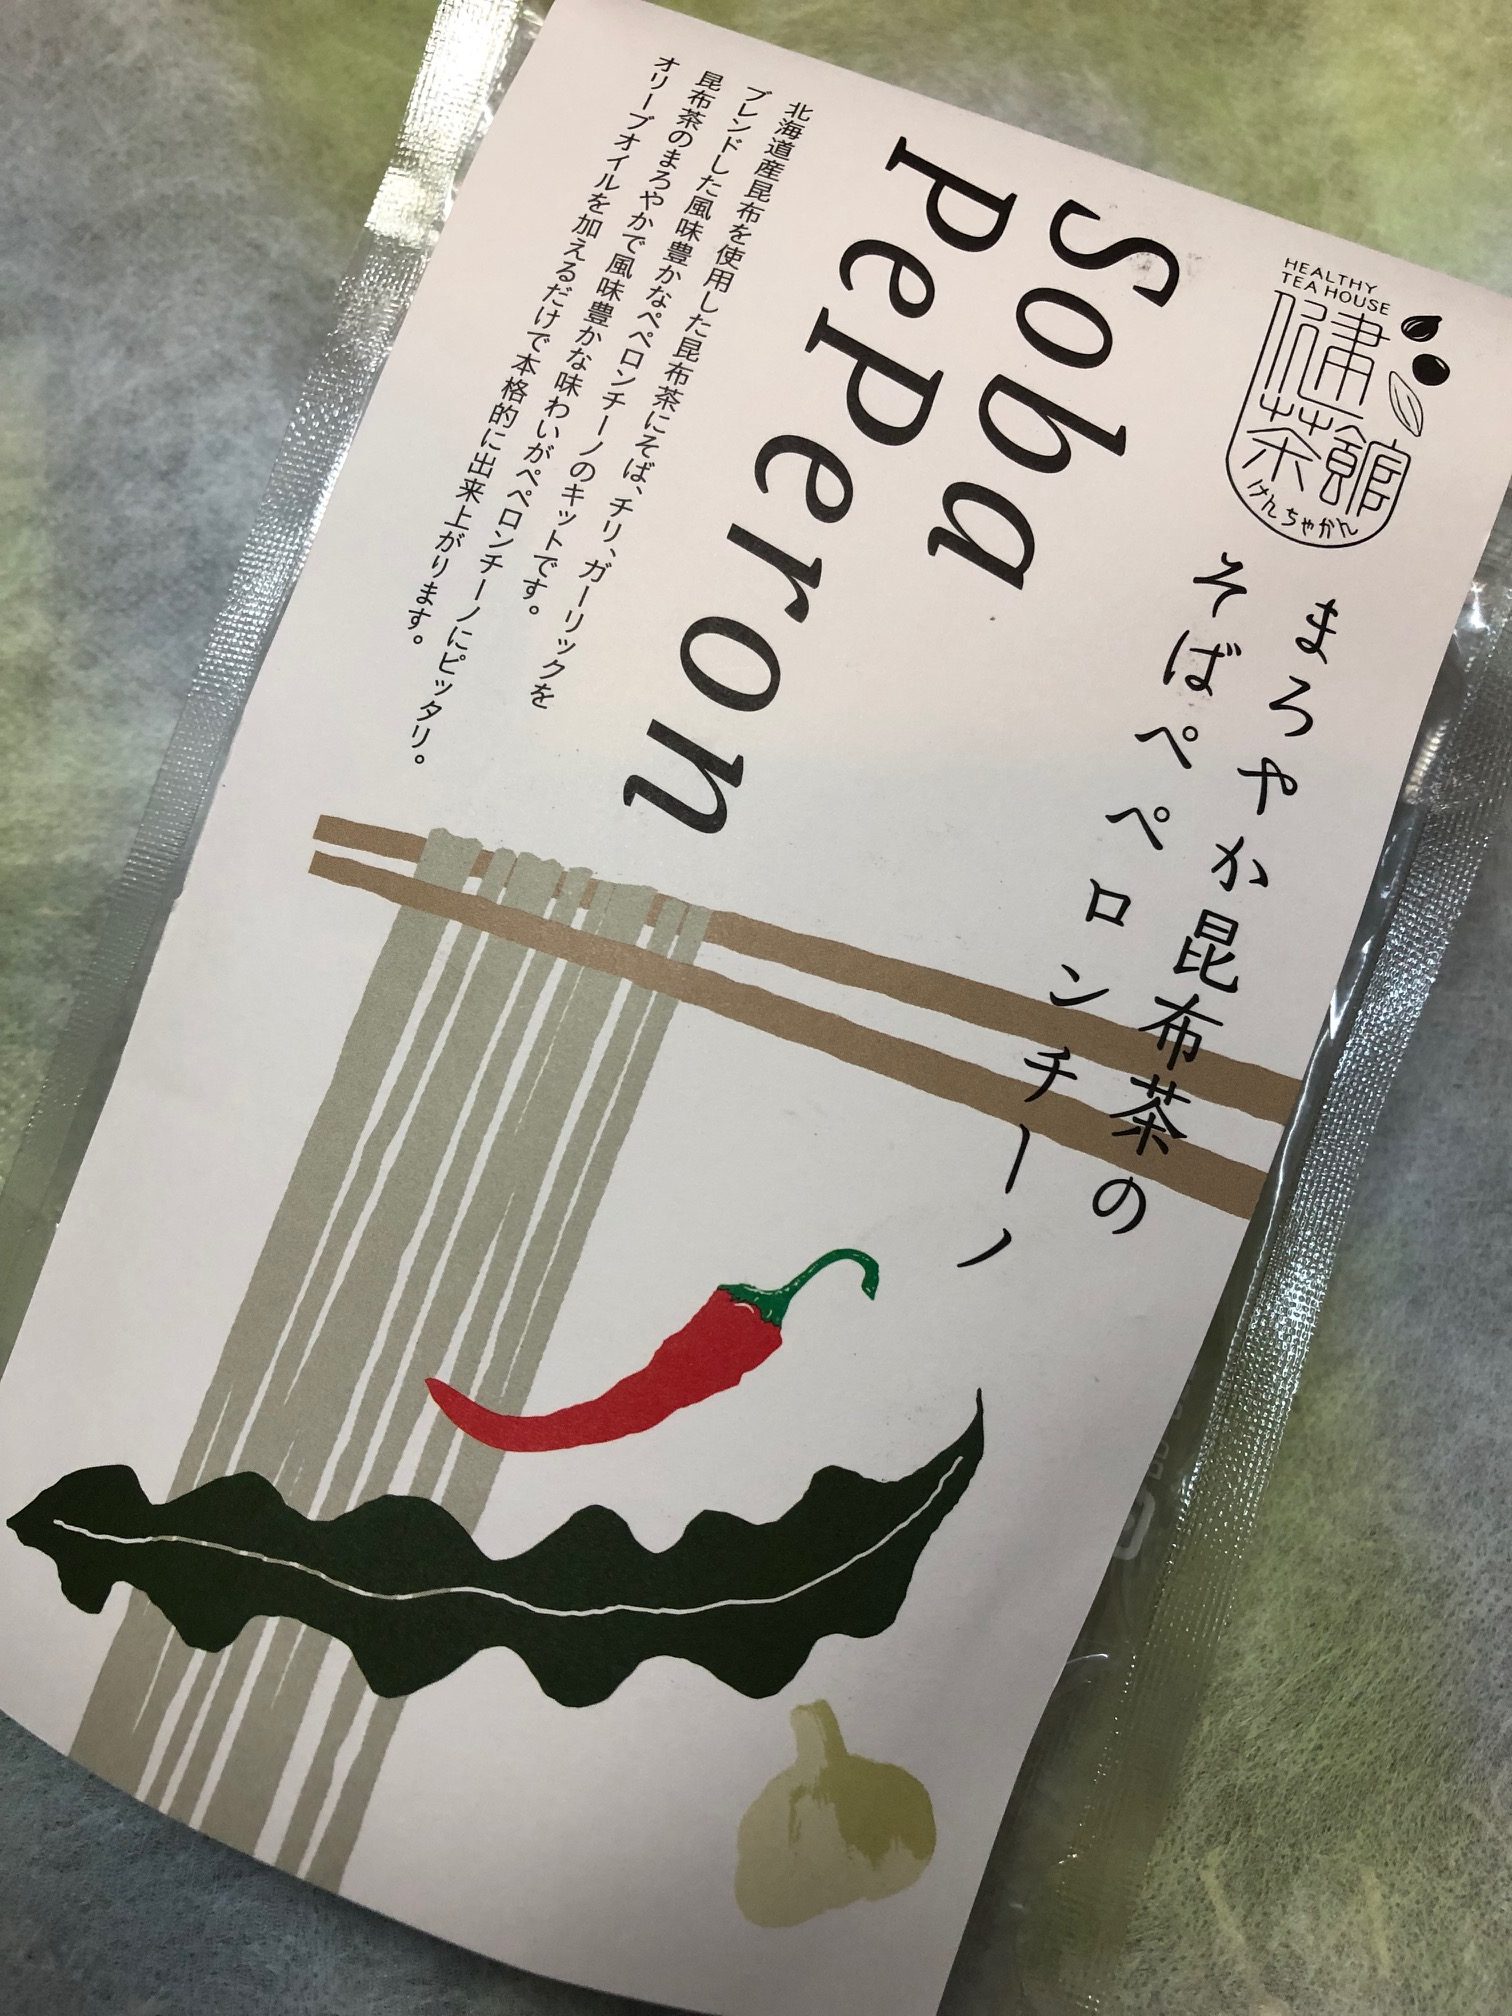 HEALTHY
TEA HOUSE
健
茶館
けんちゃかん
まろやか昆布茶の
そばペペロンチーノ
Soba
PePeron
北海道産昆布を使用した昆布茶にそば、チリ、ガーリックを
ブレンドした風味豊かなペペロンチーノのキットです。
昆布茶のまろやかで風味豊かな味わいがペペロンチーノにピッタリ。
オリーブオイルを加えるだけで本格的に出来上がります。